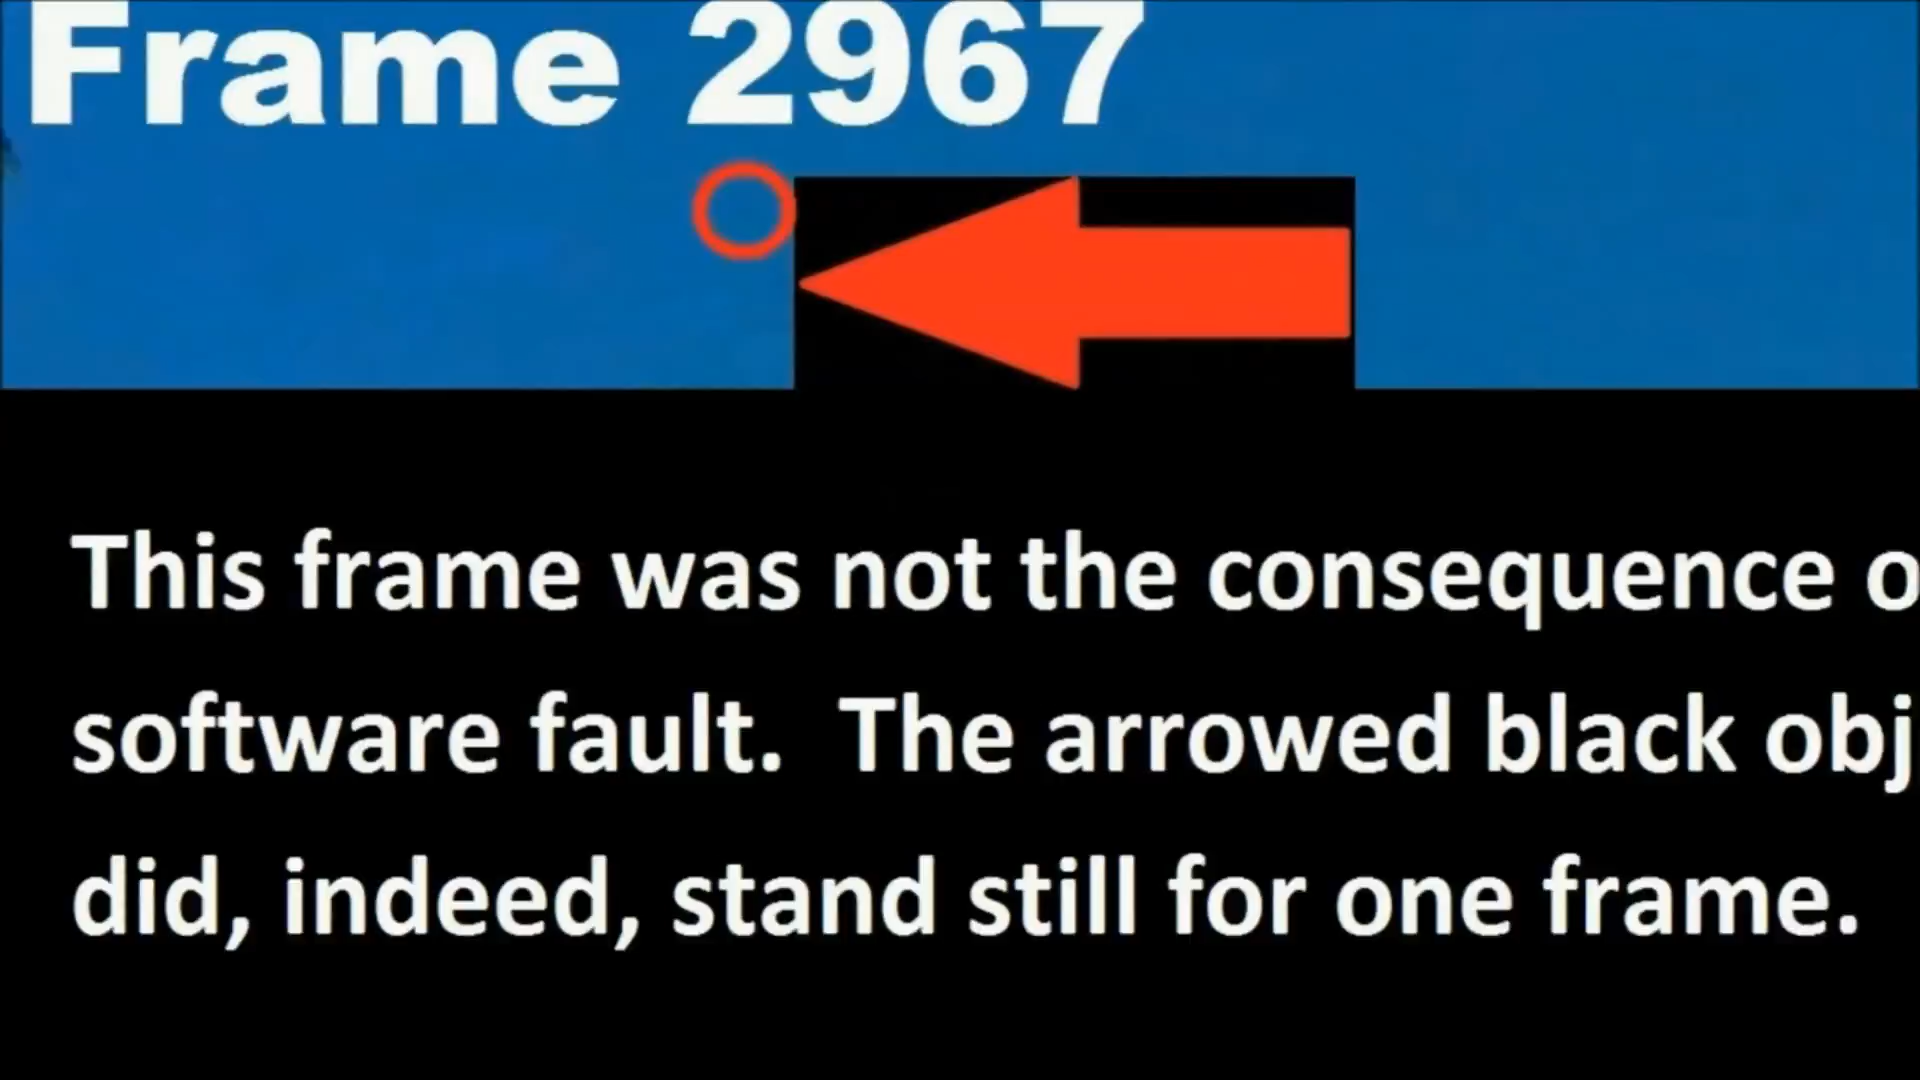 Frame 2967
This frame was not the consequence o
software fault. The arrowed black obj
did, indeed, stand still for one frame.